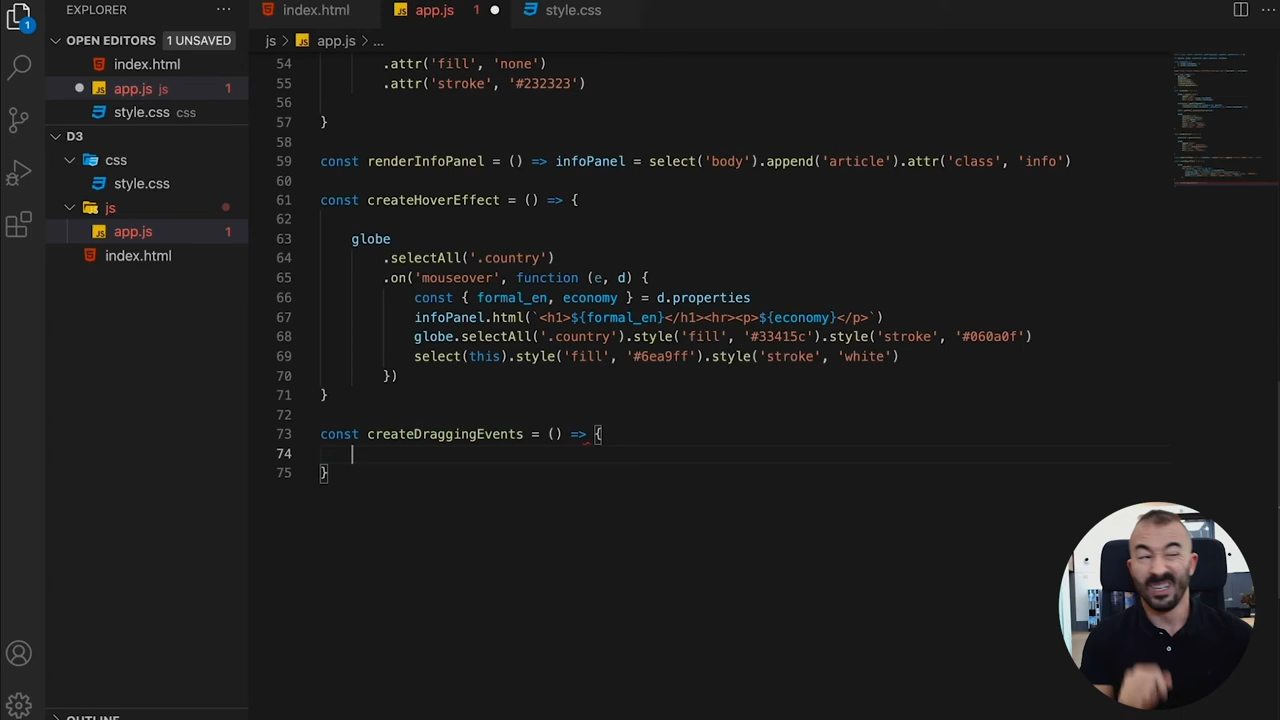 EXPLORER
OPEN EDITORS 1 UNSAVED
index.html
app.js js 1
style.css css
D3
css
style.css
js
app.js 1
index.html
OUTLINE
1
index.html
app.js 1
style.css
js > app.js > ...
54 .attr('fill', 'none')
55 .attr('stroke', '#232323')
56
57 }
58
59 const renderInfoPanel = () => infoPanel = select('body').append('article').attr('class', 'info')
60
61 const createHoverEffect = () => {
62
63 globe
64 .selectAll('.country')
65 .on('mouseover', function (e, d) {
66 const { formal_en, economy } = d.properties
67 infoPanel.html(`<h1>${formal_en}</h1><hr><p>${economy}</p>`)
68 globe.selectAll('.country').style('fill', '#33415c').style('stroke', '#060a0f')
69 select(this).style('fill', '#6ea9ff').style('stroke', 'white')
70 })
71 }
72
73 const createDraggingEvents = () => {
74
75 }